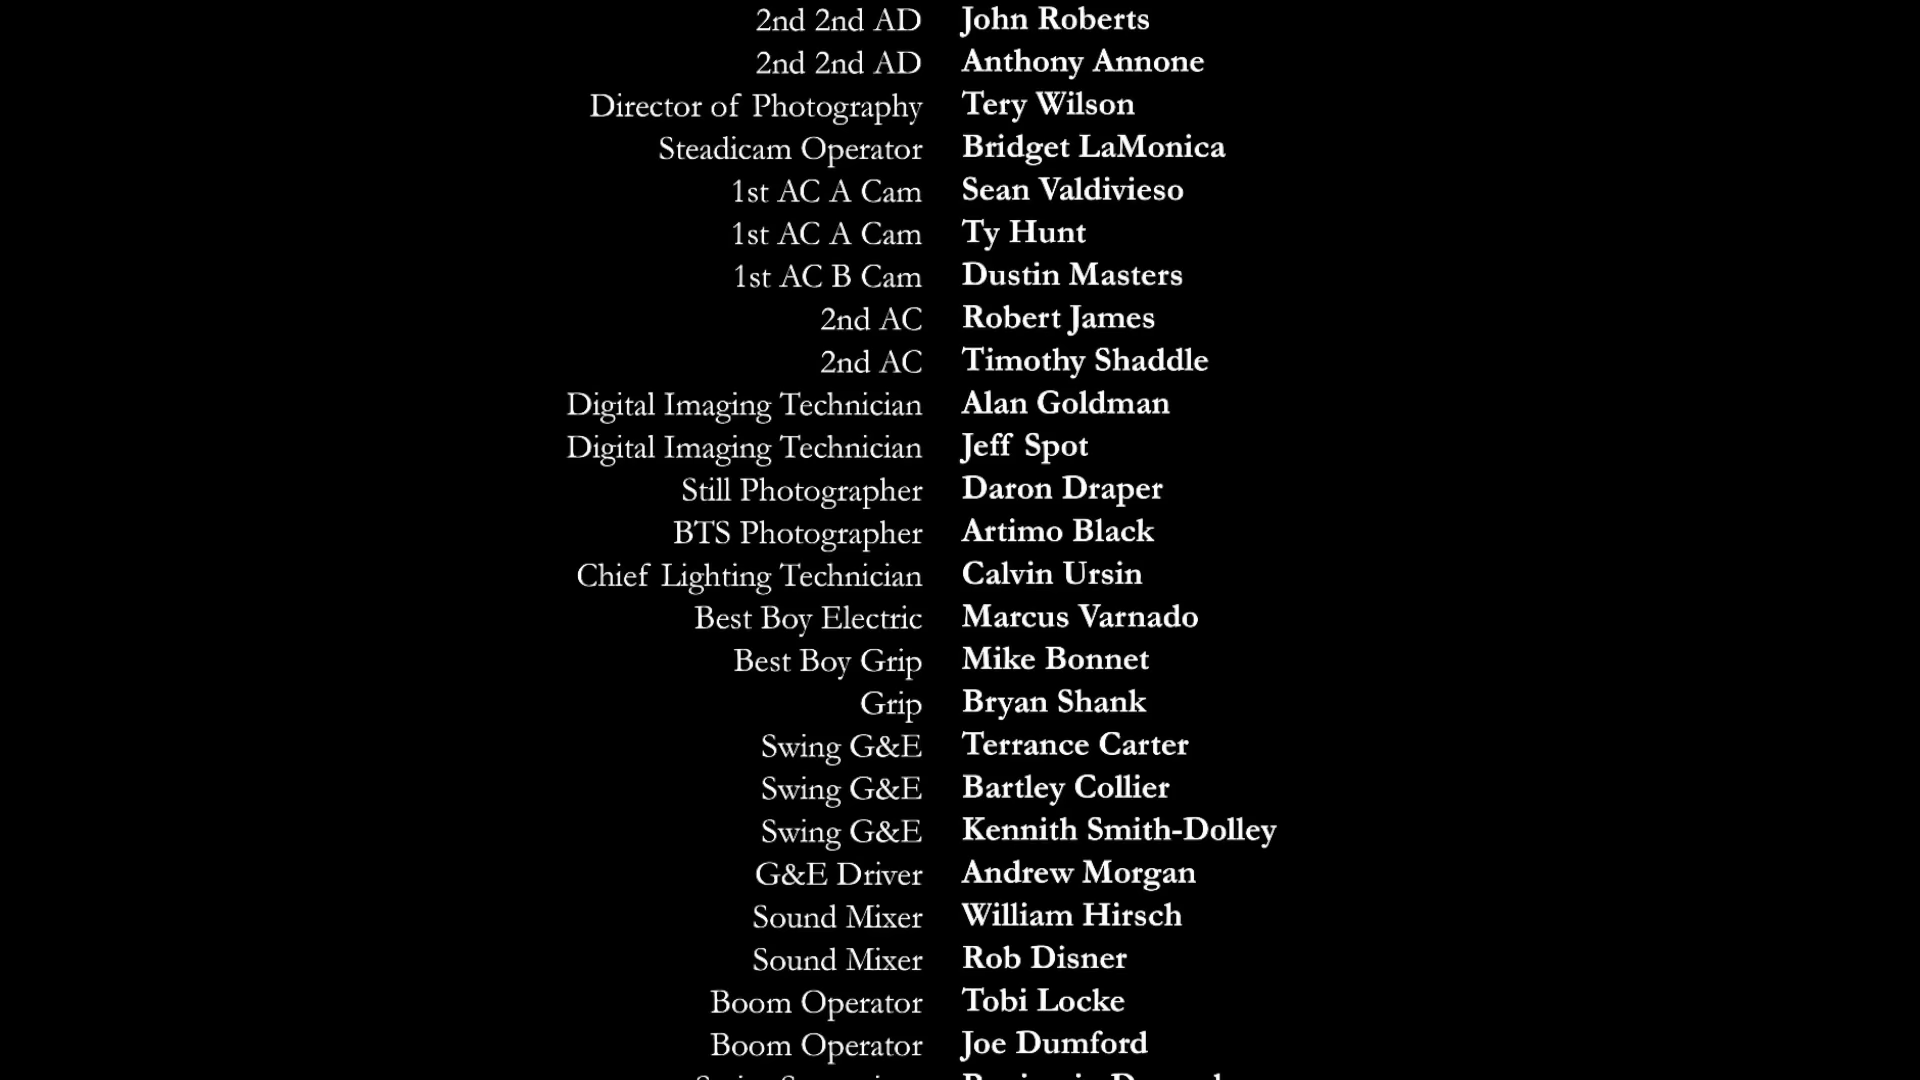 2nd 2nd AD John Roberts
2nd 2nd AD Anthony Annone
Director of Photography Tery Wilson
Steadicam Operator Bridget LaMonica
1st AC A Cam Sean Valdivieso
1st AC A Cam Ty Hunt
1st AC B Cam Dustin Masters
2nd AC Robert James
2nd AC Timothy Shaddle
Digital Imaging Technician Alan Goldman
Digital Imaging Technician Jeff Spot
Still Photographer Daron Draper
BTS Photographer Artimo Black
Chief Lighting Technician Calvin Ursin
Best Boy Electric Marcus Varnado
Best Boy Grip Mike Bonnet
Grip Bryan Shank
Swing G&E Terrance Carter
Swing G&E Bartley Collier
Swing G&E Kennith Smith-Dolley
G&E Driver Andrew Morgan
Sound Mixer William Hirsch
Sound Mixer Rob Disner
Boom Operator Tobi Locke
Boom Operator Joe Dumford